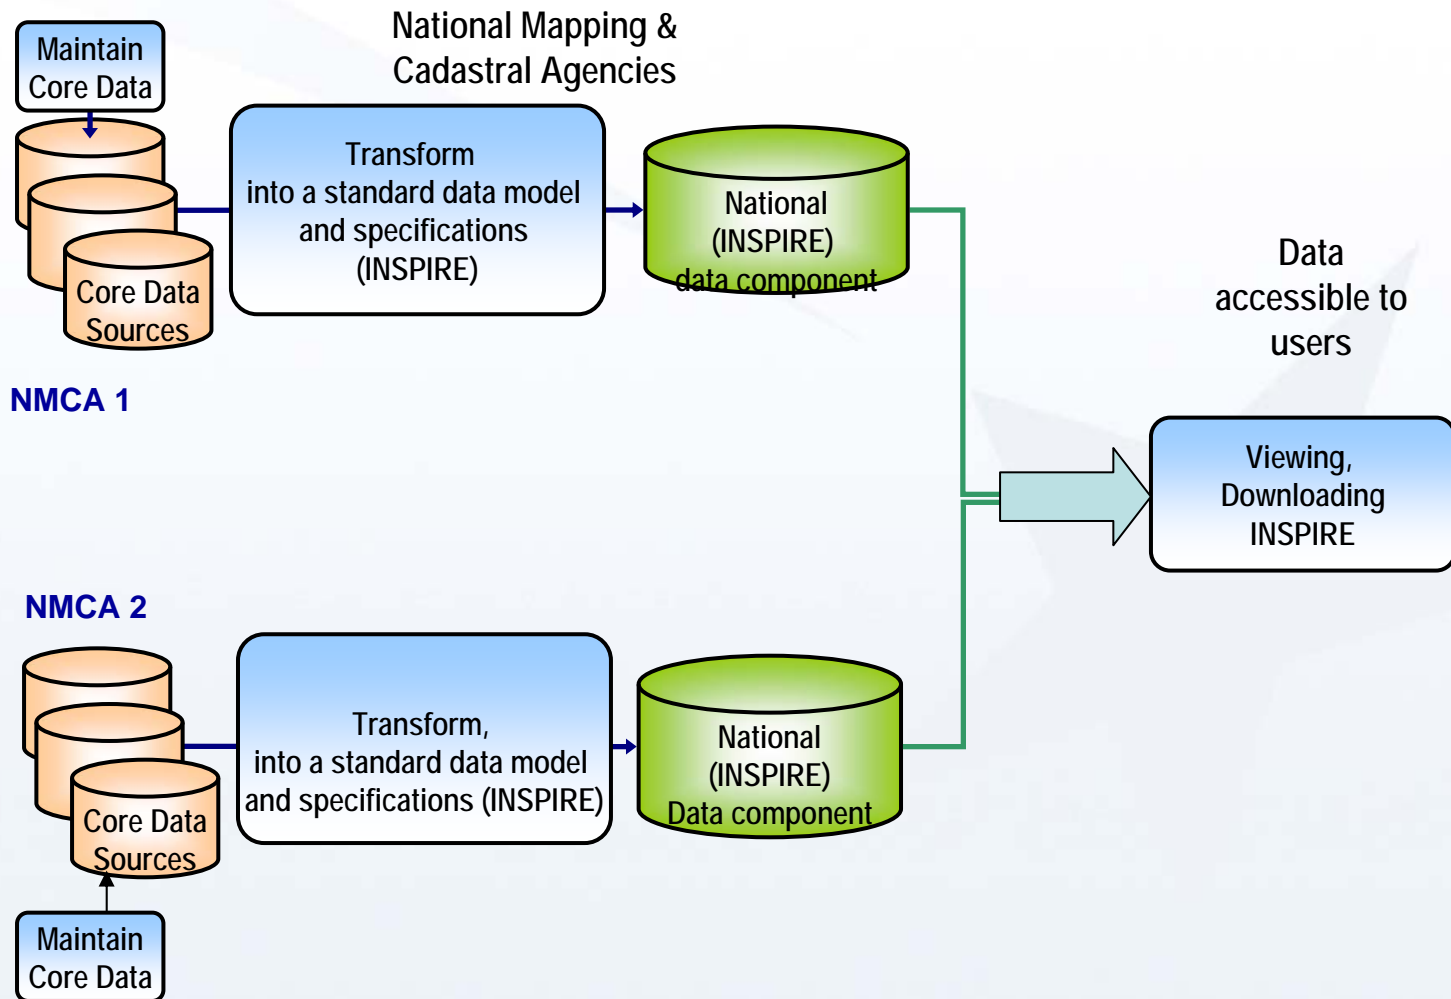 National Mapping &
Cadastral Agencies
Maintain
Core Data
Core Data
Sources
Transform
into a standard data model
and specifications
(INSPIRE)
National
(INSPIRE)
data component
NMCA 1
Data
accessible to
users
Viewing,
Downloading
INSPIRE
NMCA 2
Core Data
Sources
Transform,
into a standard data model
and specifications (INSPIRE)
National
(INSPIRE)
Data component
Maintain
Core Data